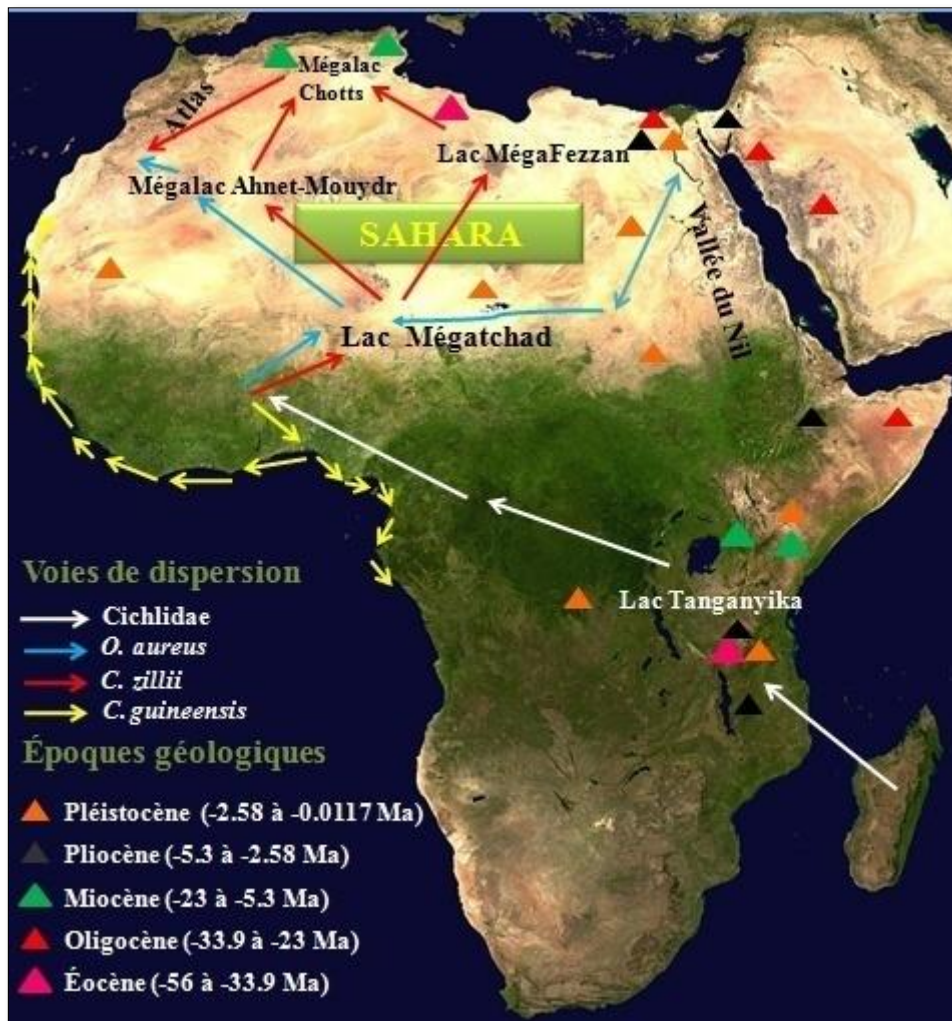 Mégalac
Chotts
Atlas
Lac MégaFezzan
Mégalac Ahnet-Mouydr
SAHARA
Vallée du Nil
Lac Mégatchad
Voies de dispersion
Lac Tanganyika
Cichlidae
O. aureus
C. zillii
C. guineensis
Époques géologiques
Pléistocène (-2.58 à -0.0117 Ma)
Pliocène (-5.3 à -2.58 Ma)
Miocène (-23 à -5.3 Ma)
Oligocène (-33.9 à -23 Ma)
Éocène (-56 à -33.9 Ma)